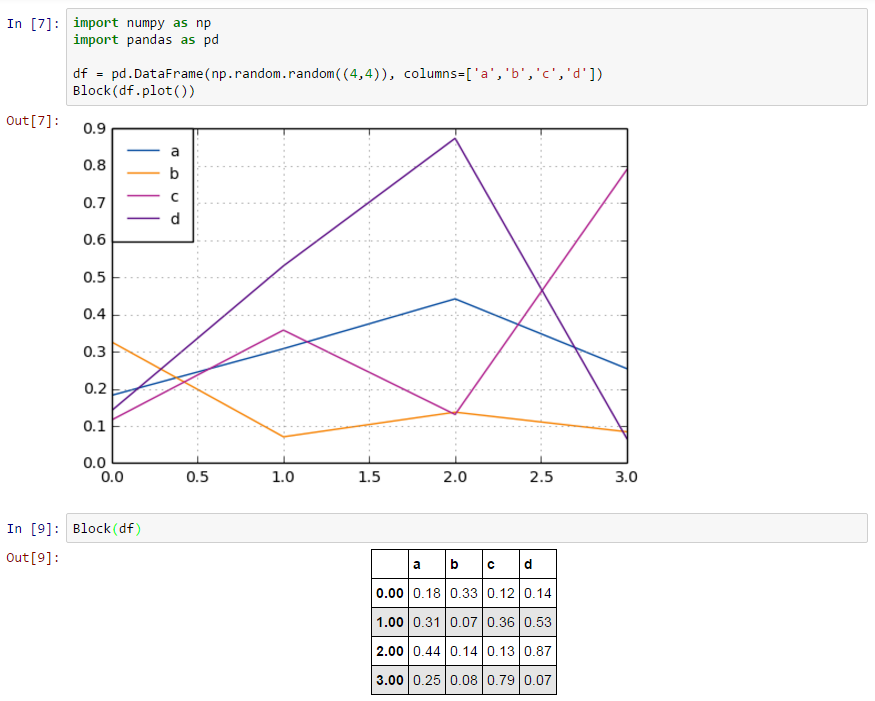 In [7]: import numpy as np
import pandas as pd
df = pd.DataFrame(np.random.random((4,4)), columns=['a','b','c','d'])
Block(df.plot())
Out[7]:
0.9
0.8
0.7
0.6
0.5
0.4
0.3
0.2
0.1
0.0
a
b
c
d
0.0 0.5 1.0 1.5 2.0 2.5 3.0
In [9]: Block(df)
Out[9]:
a b c d
0.00 0.18 0.33 0.12 0.14
1.00 0.31 0.07 0.36 0.53
2.00 0.44 0.14 0.13 0.87
3.00 0.25 0.08 0.79 0.07